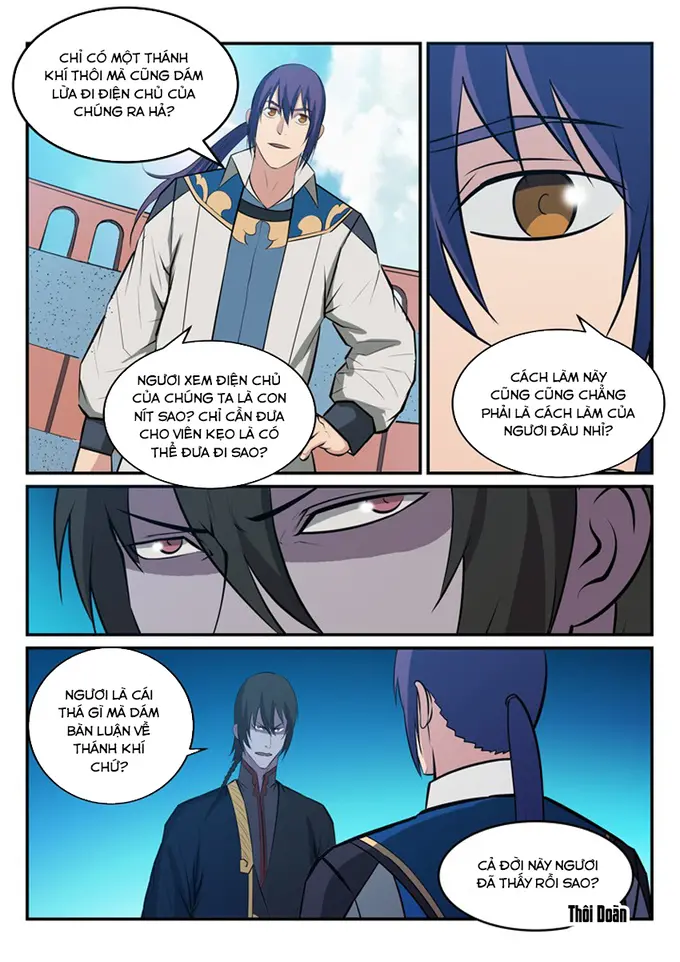 CHỈ CÓ MỘT THÁNH
KHÍ THÔI MÀ CŨNG DÁM
LỪA ĐI ĐIỆN CHỦ CỦA
CHÚNG RA HẢ?
NGƯƠI XEM ĐIỆN CHỦ
CỦA CHÚNG TA LÀ CON
NÍT SAO? CHỈ CẦN ĐƯA
CHO VIÊN KẸO LÀ CÓ
THỂ ĐƯA ĐI SAO?
CÁCH LÀM NÀY
CŨNG CŨNG CHẲNG
PHẢI LÀ CÁCH LÀM CỦA
NGƯƠI ĐÂU NHỈ?
NGƯƠI LÀ CÁI
THÁ GÌ MÀ DÁM
BÀN LUẬN VỀ
THÁNH KHÍ
CHỨ?
CẢ ĐỜI NÀY NGƯƠI
ĐÃ THẤY RỒI SAO?
Thôi Doãn